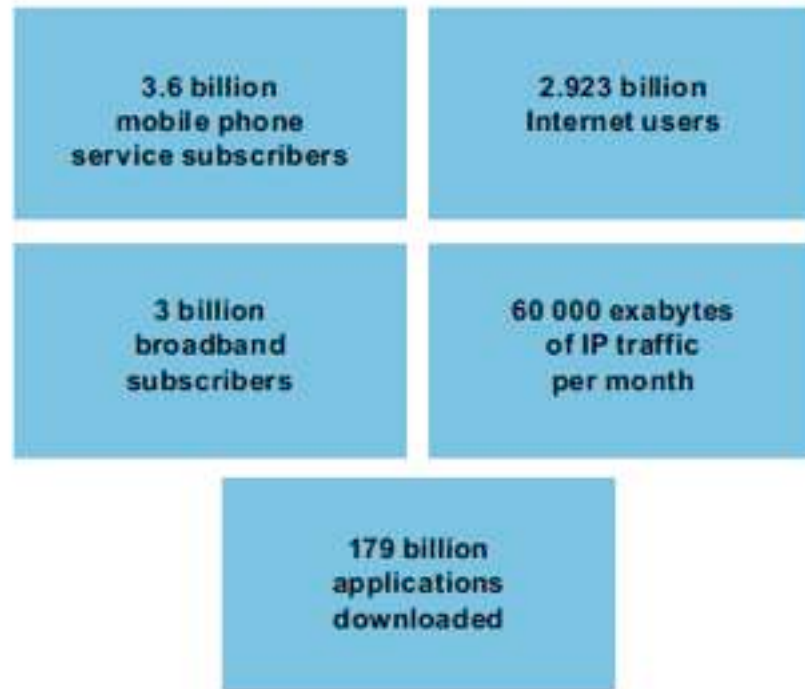 3.6 billion
mobile phone
service subscribers
2.923 billion
Internet users
3 billion
broadband
subscribers
60 000 exabytes
of IP traffic
per month
179 billion
applications
downloaded